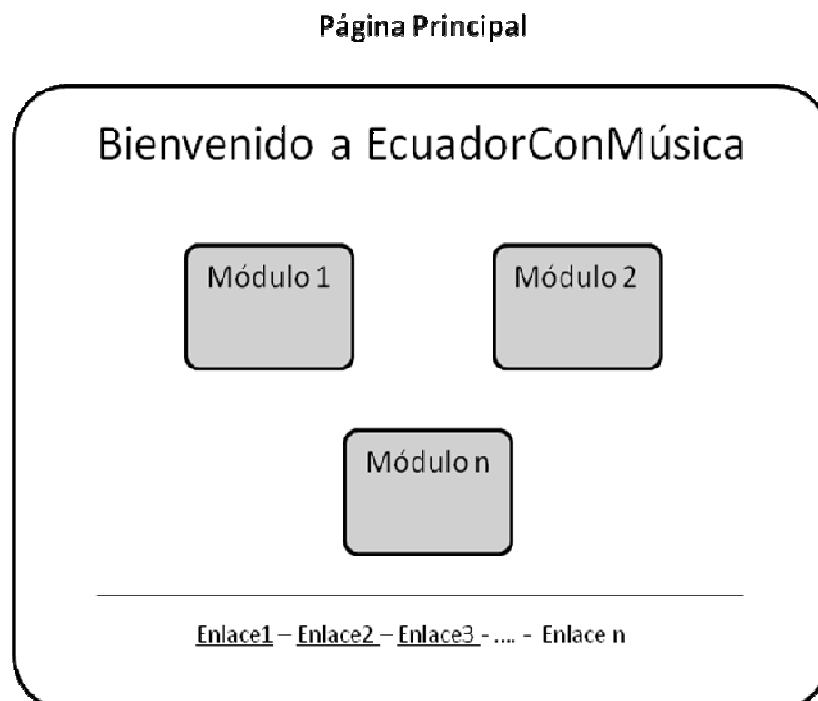 Página Principal
Bienvenido a EcuadorConMúsica
Módulo 1
Módulo 2
Módulo n
Enlace1 – Enlace2 – Enlace3 - .... - Enlace n